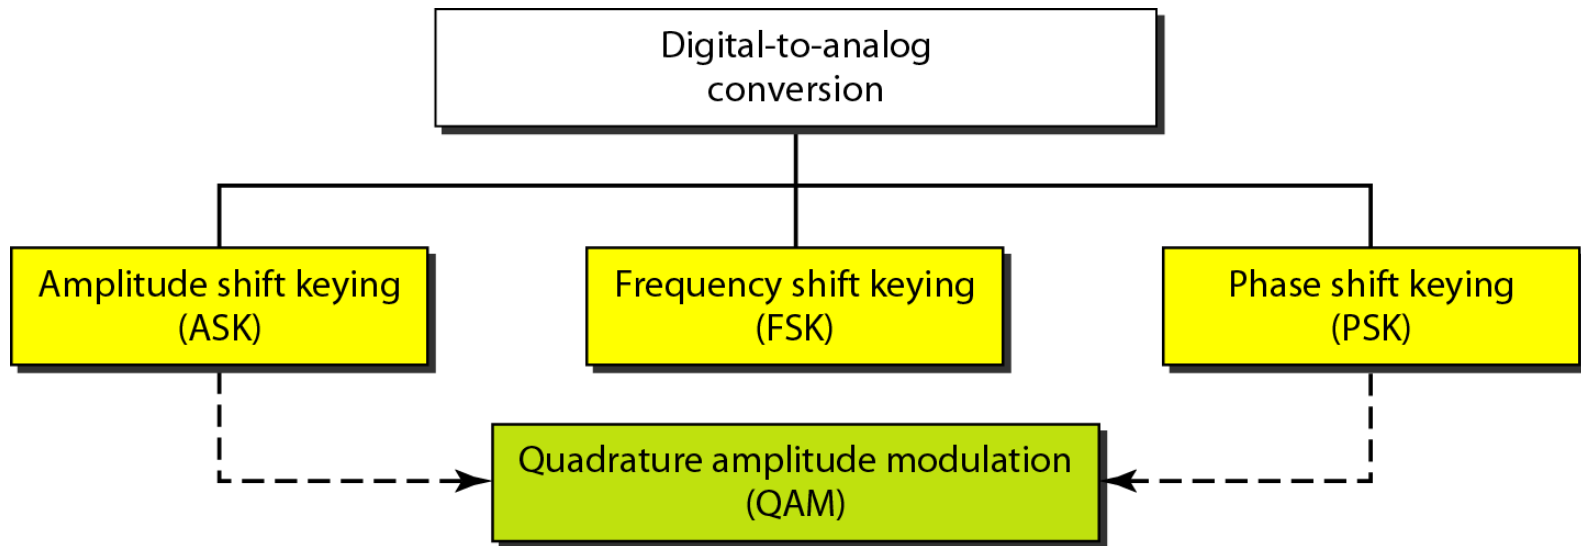 Digital-to-analog
conversion
Amplitude shift keying
(ASK)
Frequency shift keying
(FSK)
Phase shift keying
(PSK)
Quadrature amplitude modulation
(QAM)